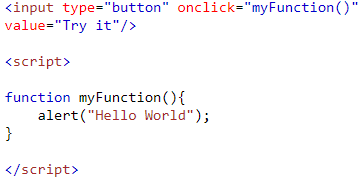 <input type="button" onclick="myFunction()"
value="Try it"/>
<script>
function myFunction(){
    alert("Hello World");
}
</script>